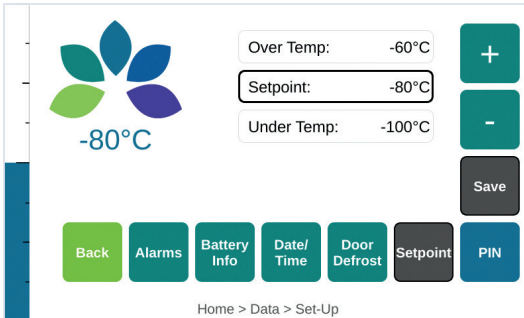 Over Temp: -60°C
Setpoint: -80°C
Under Temp: -100°C
-80°C
+
-
Save
Back
Alarms
Battery
Info
Date/
Time
Door
Defrost
Setpoint
PIN
Home > Data > Set-Up